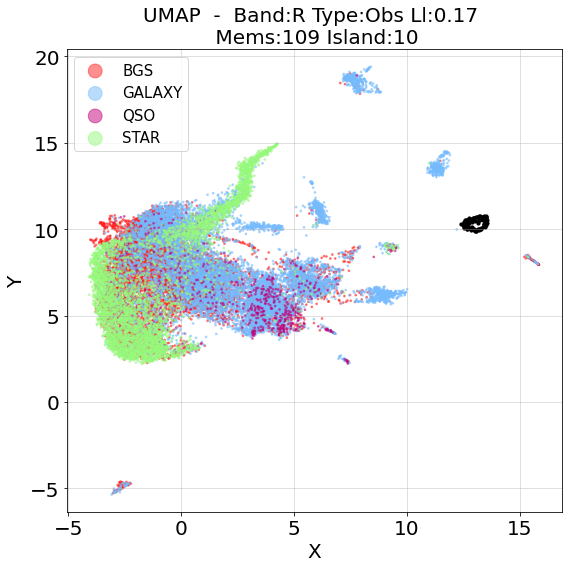 UMAP - Band:R Type:Obs Ll:0.17
Mems:109 Island:10
BGS
GALAXY
QSO
STAR
20
15
10
5
0
−5
Y
−5 0 5 10 15
X